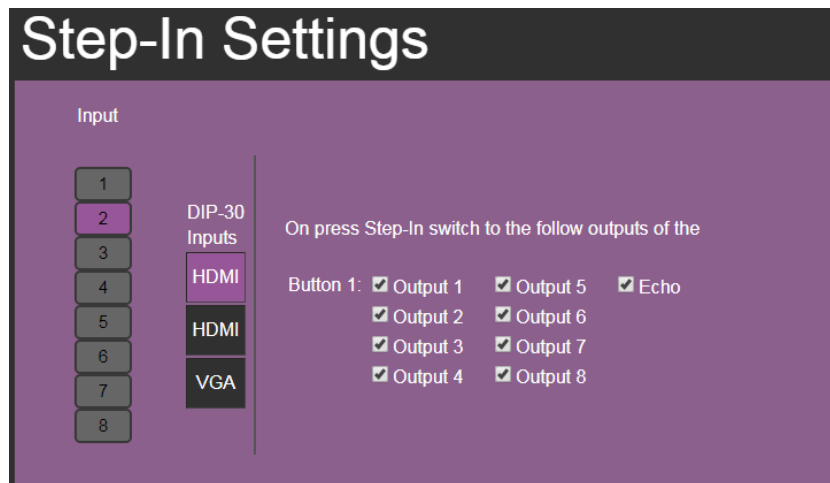 Step-In Settings
Input
1
2
3
4
5
6
7
8
DIP-30
Inputs
HDMI
HDMI
VGA
On press Step-In switch to the follow outputs of the
Button 1: Output 1 Output 5 Echo
Output 2 Output 6
Output 3 Output 7
Output 4 Output 8